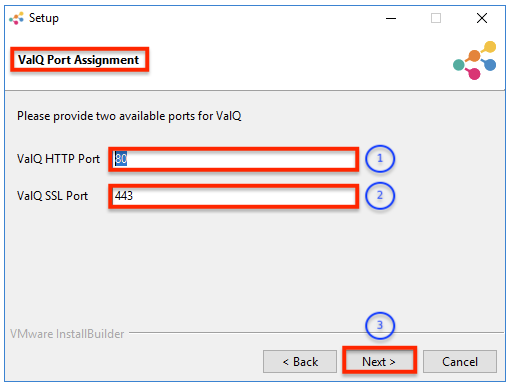 Setup
ValQ Port Assignment
Please provide two available ports for ValQ
ValQ HTTP Port 80 1
ValQ SSL Port 443 2
3
VMware InstallBuilder
< Back Next > Cancel